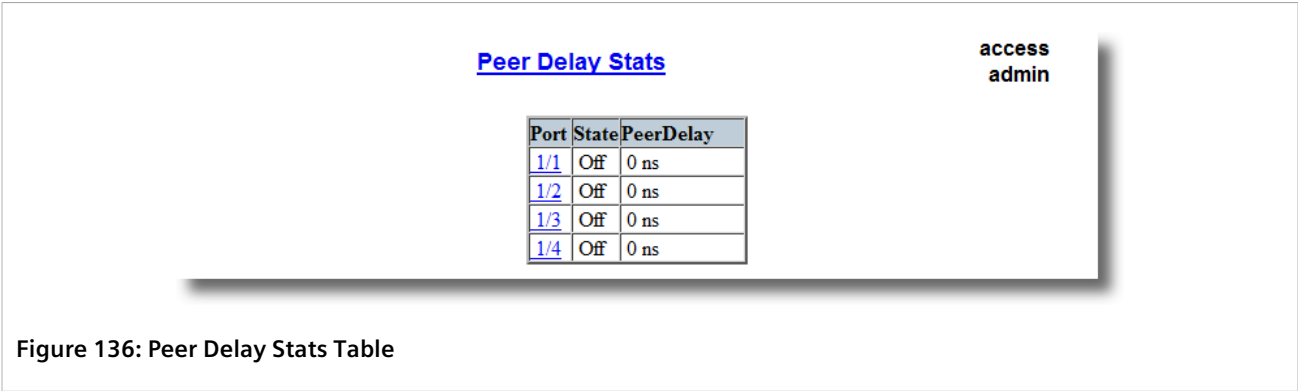 Peer Delay Stats
access
admin
Port State PeerDelay
1/1 Off 0 ns
1/2 Off 0 ns
1/3 Off 0 ns
1/4 Off 0 ns
Figure 136: Peer Delay Stats Table